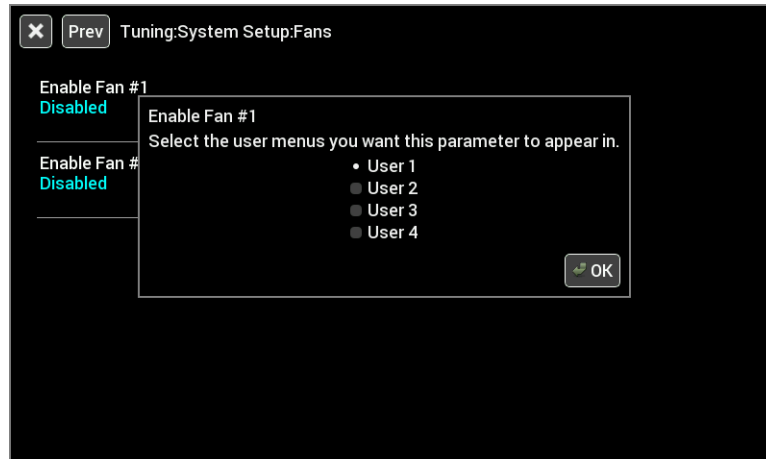 Prev Tuning:System Setup:Fans
Enable Fan #1
Disabled
Enable Fan #1
Select the user menus you want this parameter to appear in.
Enable Fan #
Disabled
User 1
User 2
User 3
User 4
OK